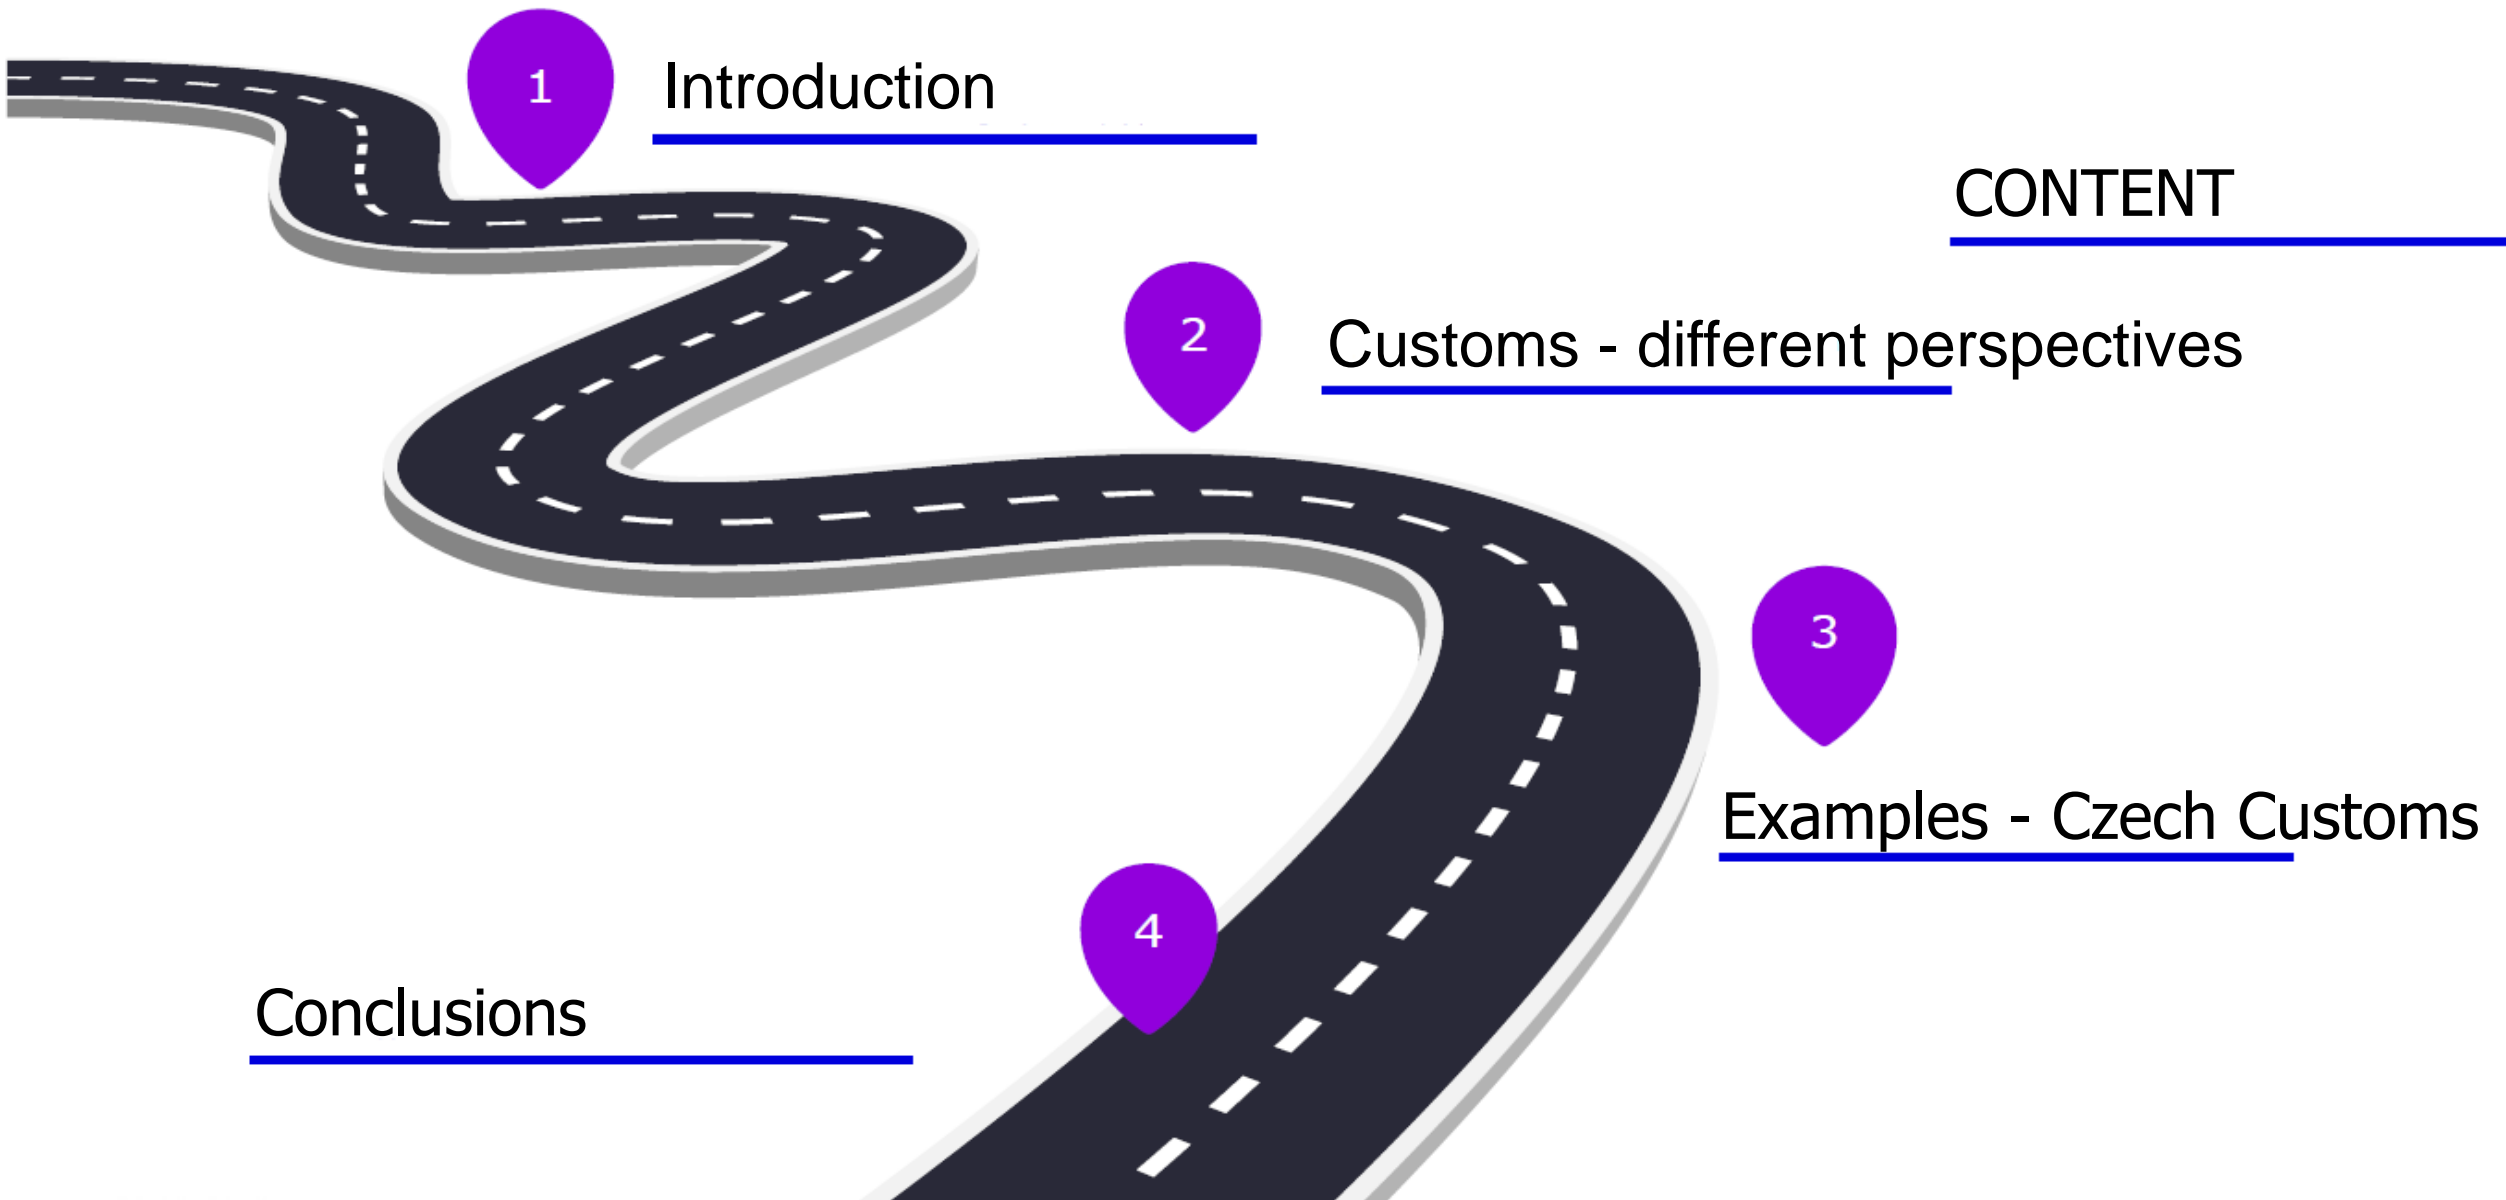 CONTENT
1
Introduction
2
Customs - different perspectives
3
Examples - Czech Customs
4
Conclusions